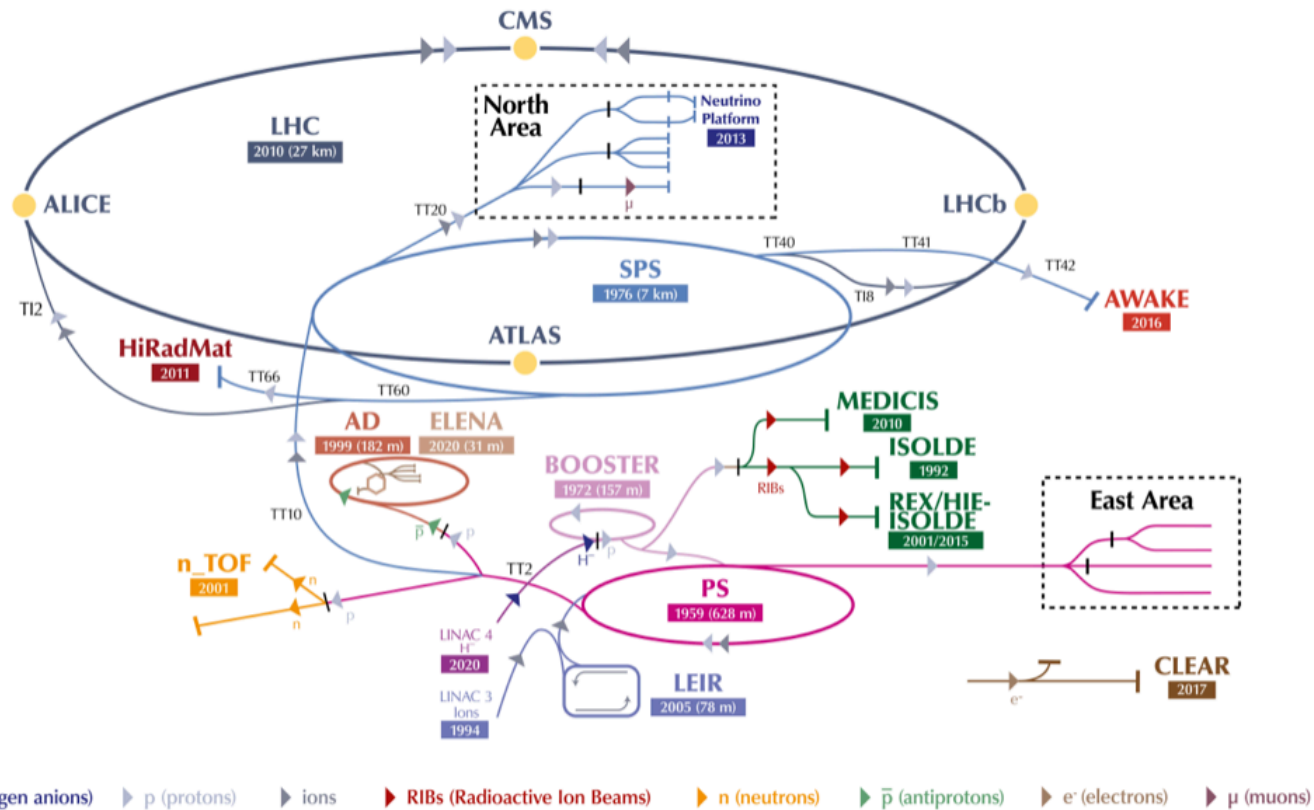 CMS
North
Area
Neutrino
Platform
2013
LHC
2010 (27 km)
ALICE
LHCb
μ
TT20
TT40
TT41
TT42
SPS
1976 (7 km)
TI8
AWAKE
2016
TI2
ATLAS
HiRadMat
2011
TT66
TT60
AD
1999 (182 m)
ELENA
2020 (31 m)
MEDICIS
2010
BOOSTER
1972 (157 m)
ISOLDE
1992
RIBs
REX/HIE-
ISOLDE
2001/2015
East Area
TT10
p̅
p
H⁻
p
n_TOF
2001
n
n
p
TT2
PS
1959 (628 m)
LINAC 4
H⁻
2020
LINAC 3
Ions
1994
LEIR
2005 (78 m)
CLEAR
2017
e⁻
gen anions)
p (protons)
ions
RIBs (Radioactive Ion Beams)
n (neutrons)
p̅ (antiprotons)
e⁻ (electrons)
μ (muons)